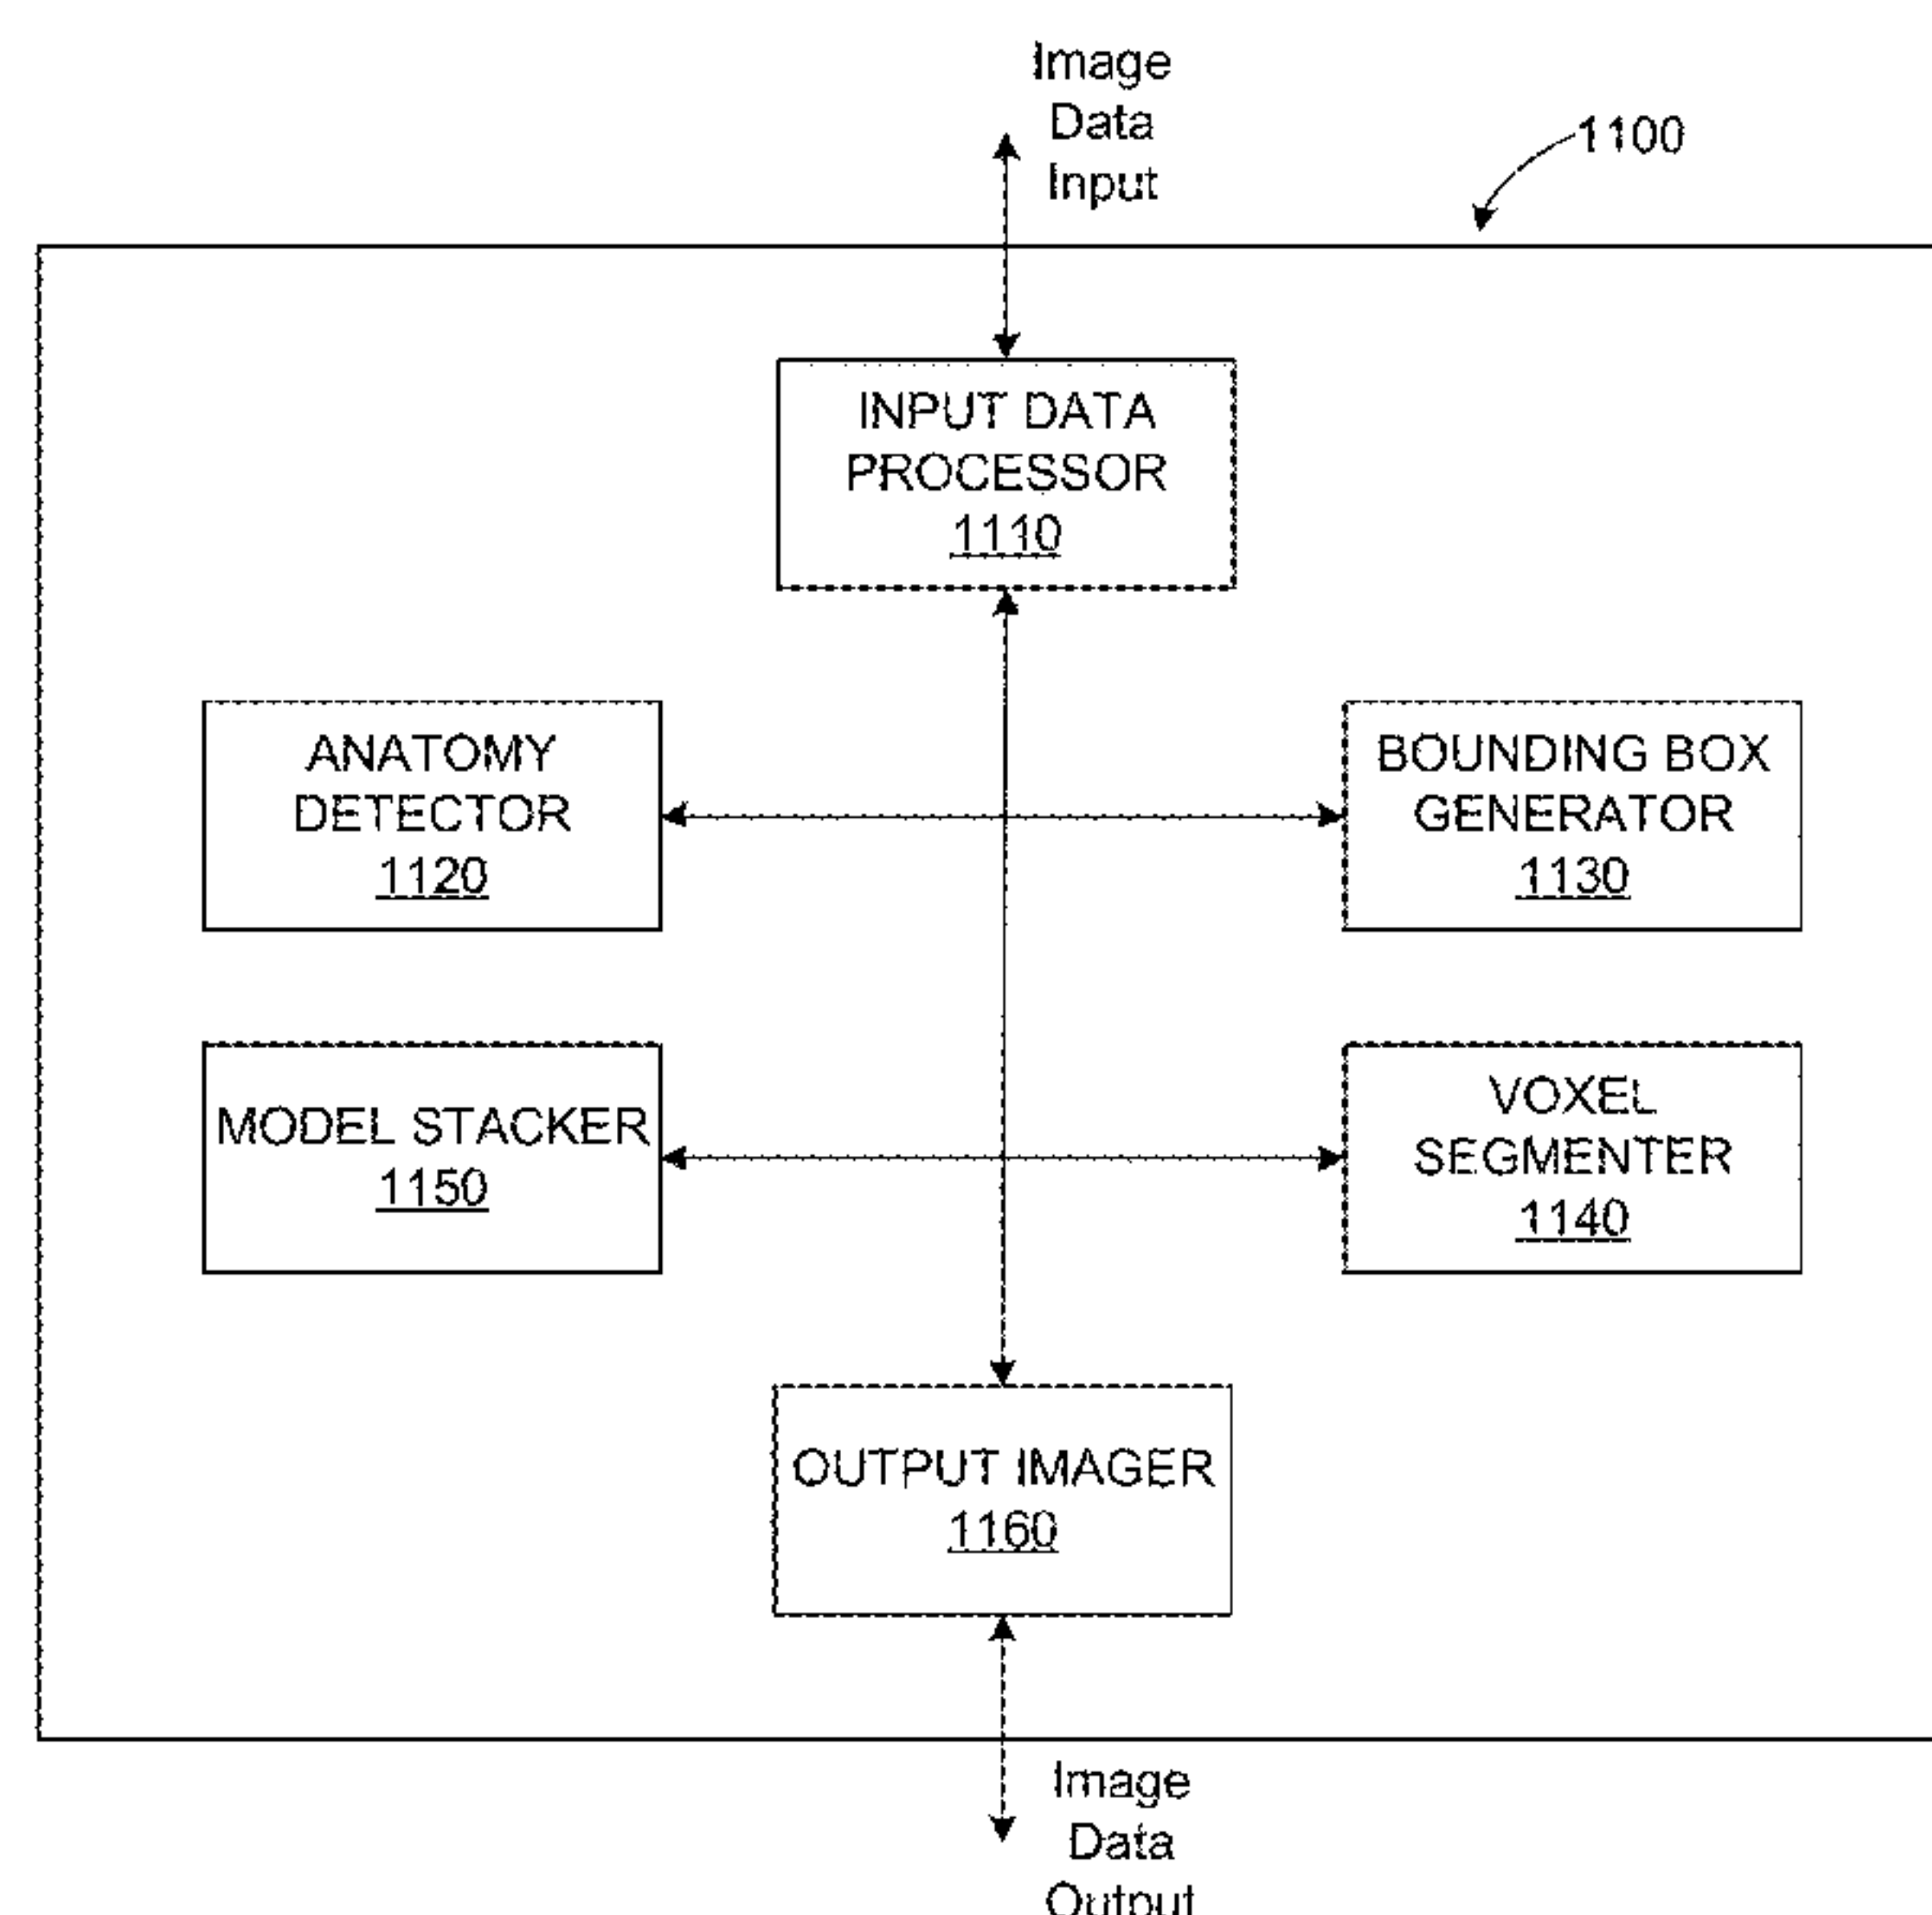 Image
Data
Input
1100
INPUT DATA
PROCESSOR
1110
ANATOMY
DETECTOR
1120
BOUNDING BOX
GENERATOR
1130
MODEL STACKER
1150
VOXEL
SEGMENTER
1140
OUTPUT IMAGER
1160
Image
Data
Output